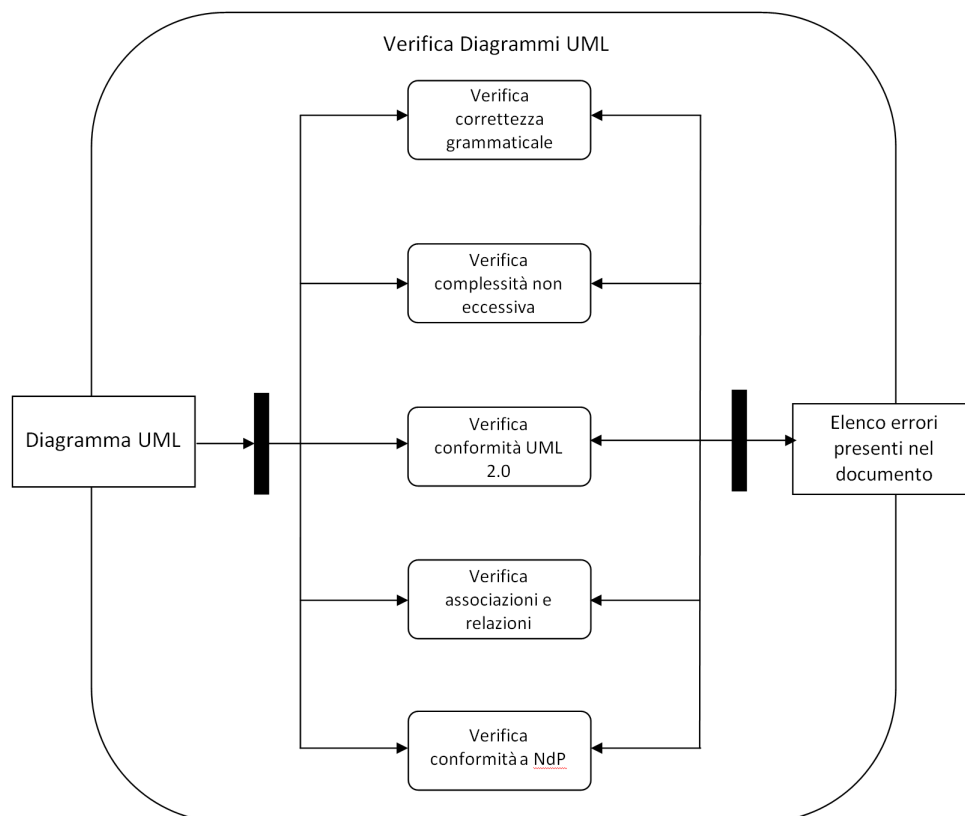 Verifica Diagrammi UML
Verifica
correttezza
grammaticale
Verifica
complessità non
eccessiva
Diagramma UML
Verifica
conformità UML
2.0
Elenco errori
presenti nel
documento
Verifica
associazioni e
relazioni
Verifica
conformità a NdP